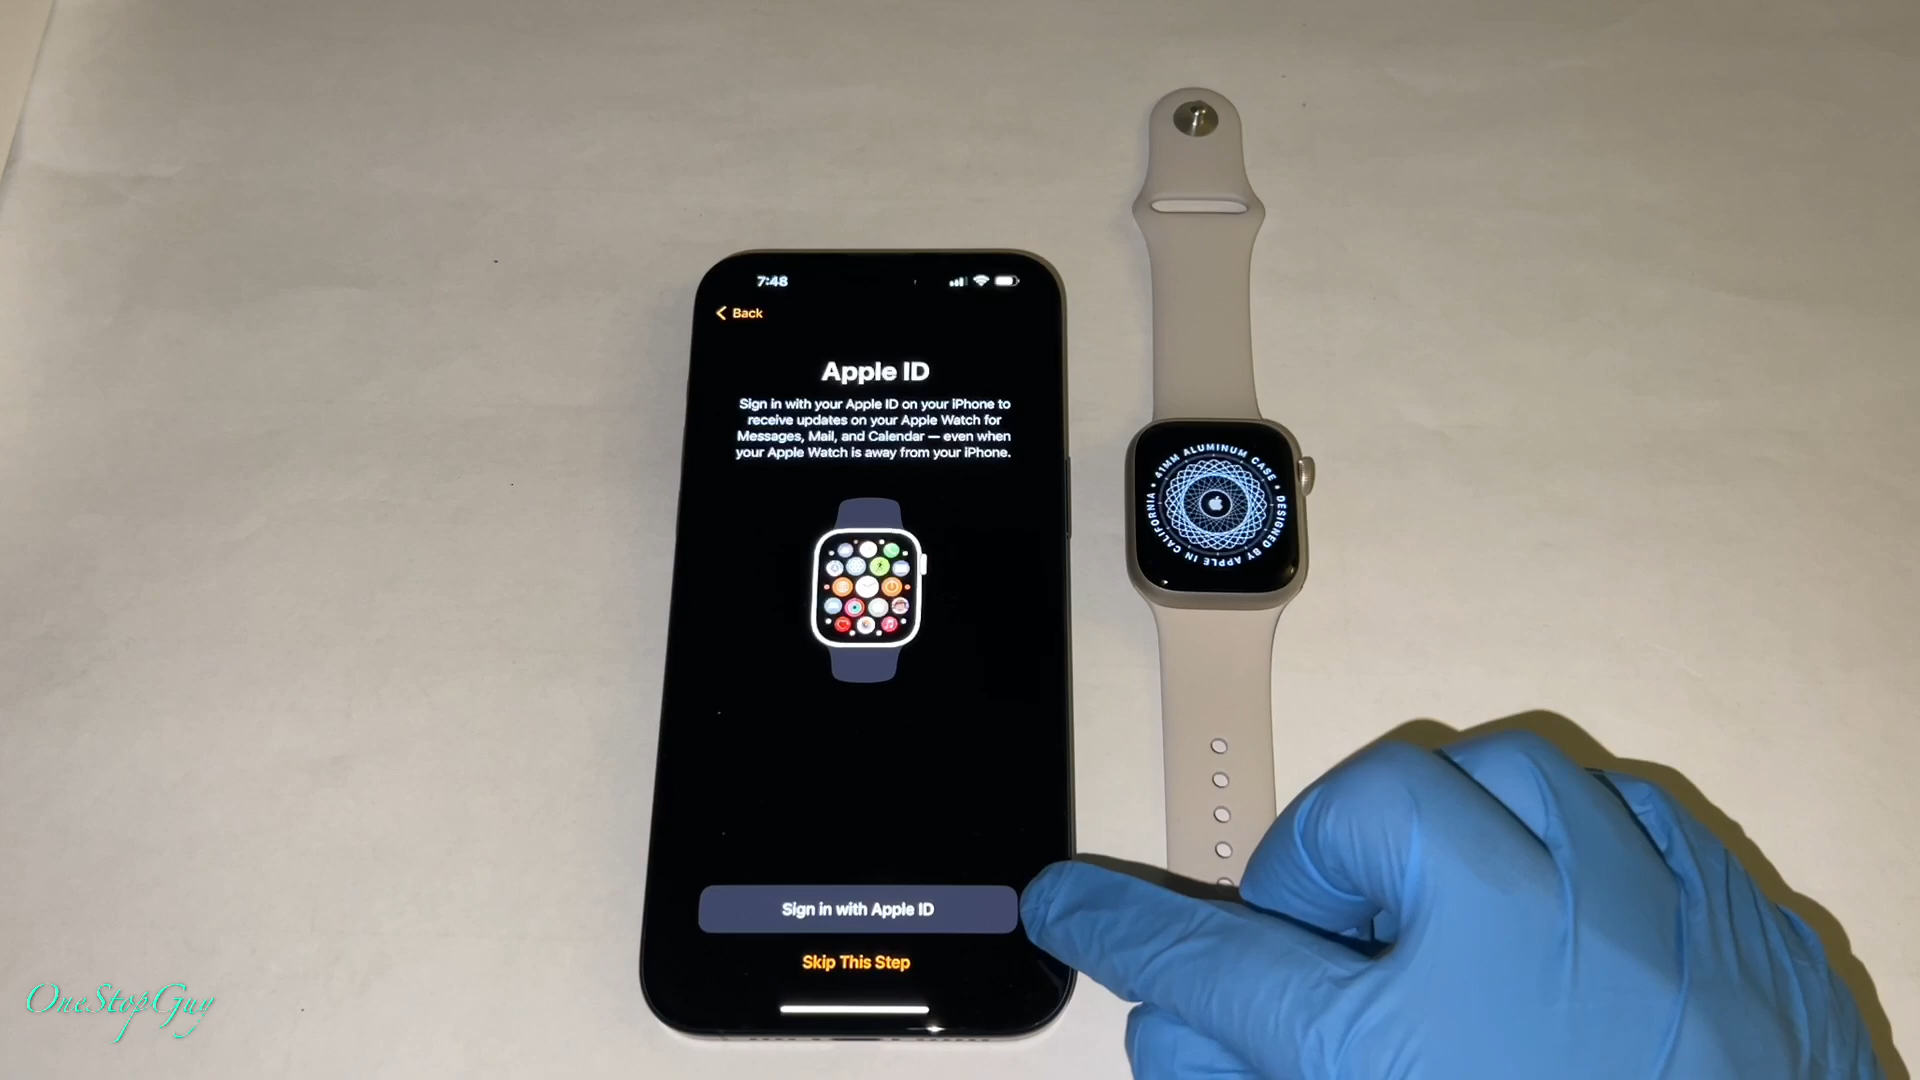 7:48
Back
Apple ID
Sign in with your Apple ID on your iPhone to
receive updates on your Apple Watch for
Messages, Mail, and Calendar — even when
your Apple Watch is away from your iPhone.
Sign in with Apple ID
Skip This Step
41MM ALUMINUM CASE • DESIGNED BY APPLE IN CALIFORNIA •
OneStopGuy